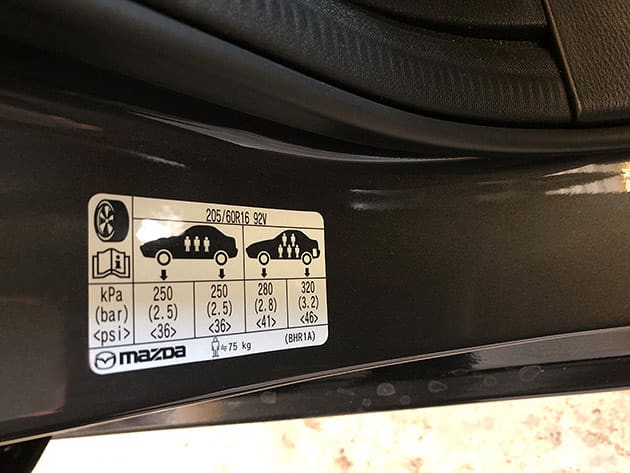 205/60R16 92V
kPa 250 250 280 320
(bar) (2.5) (2.5) (2.8) (3.2)
<psi> <36> <36> <41> <46>
mazda 75 kg (BHR1A)